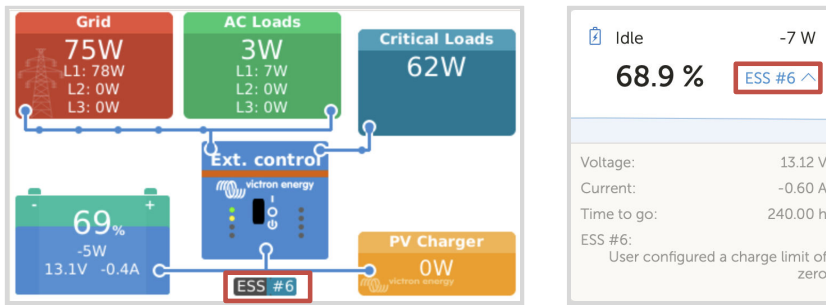 Grid
75W
L1: 78W
L2: 0W
L3: 0W
AC Loads
3W
L1: 7W
L2: 0W
L3: 0W
Critical Loads
62W
Ext. control
victron energy
I
O
- +
69%
-5W
13.1V -0.4A
PV Charger
0W
victron energy
ESS #6
Idle -7 W
68.9 % ESS #6
Voltage: 13.12 V
Current: -0.60 A
Time to go: 240.00 h
ESS #6:
User configured a charge limit of
zero